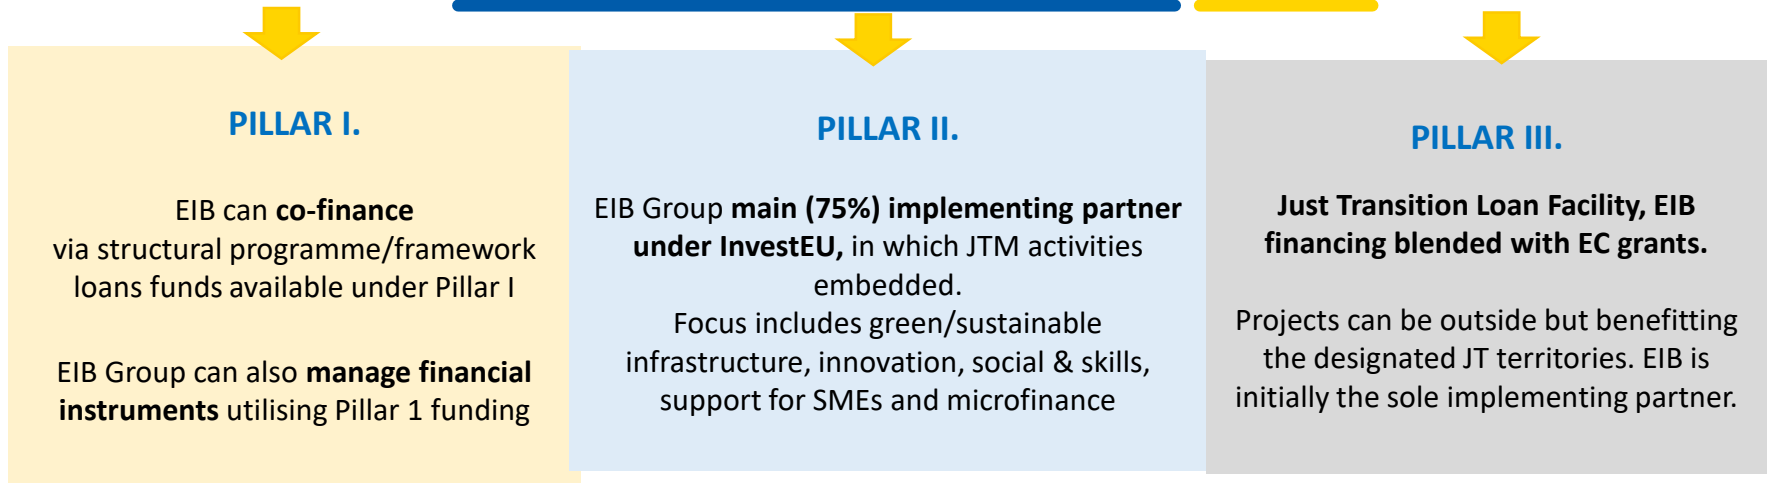 PILLAR I.
EIB can co-finance
via structural programme/framework
loans funds available under Pillar I
EIB Group can also manage financial
instruments utilising Pillar 1 funding
PILLAR II.
EIB Group main (75%) implementing partner
under InvestEU, in which JTM activities
embedded.
Focus includes green/sustainable
infrastructure, innovation, social & skills,
support for SMEs and microfinance
PILLAR III.
Just Transition Loan Facility, EIB
financing blended with EC grants.
Projects can be outside but benefitting
the designated JT territories. EIB is
initially the sole implementing partner.